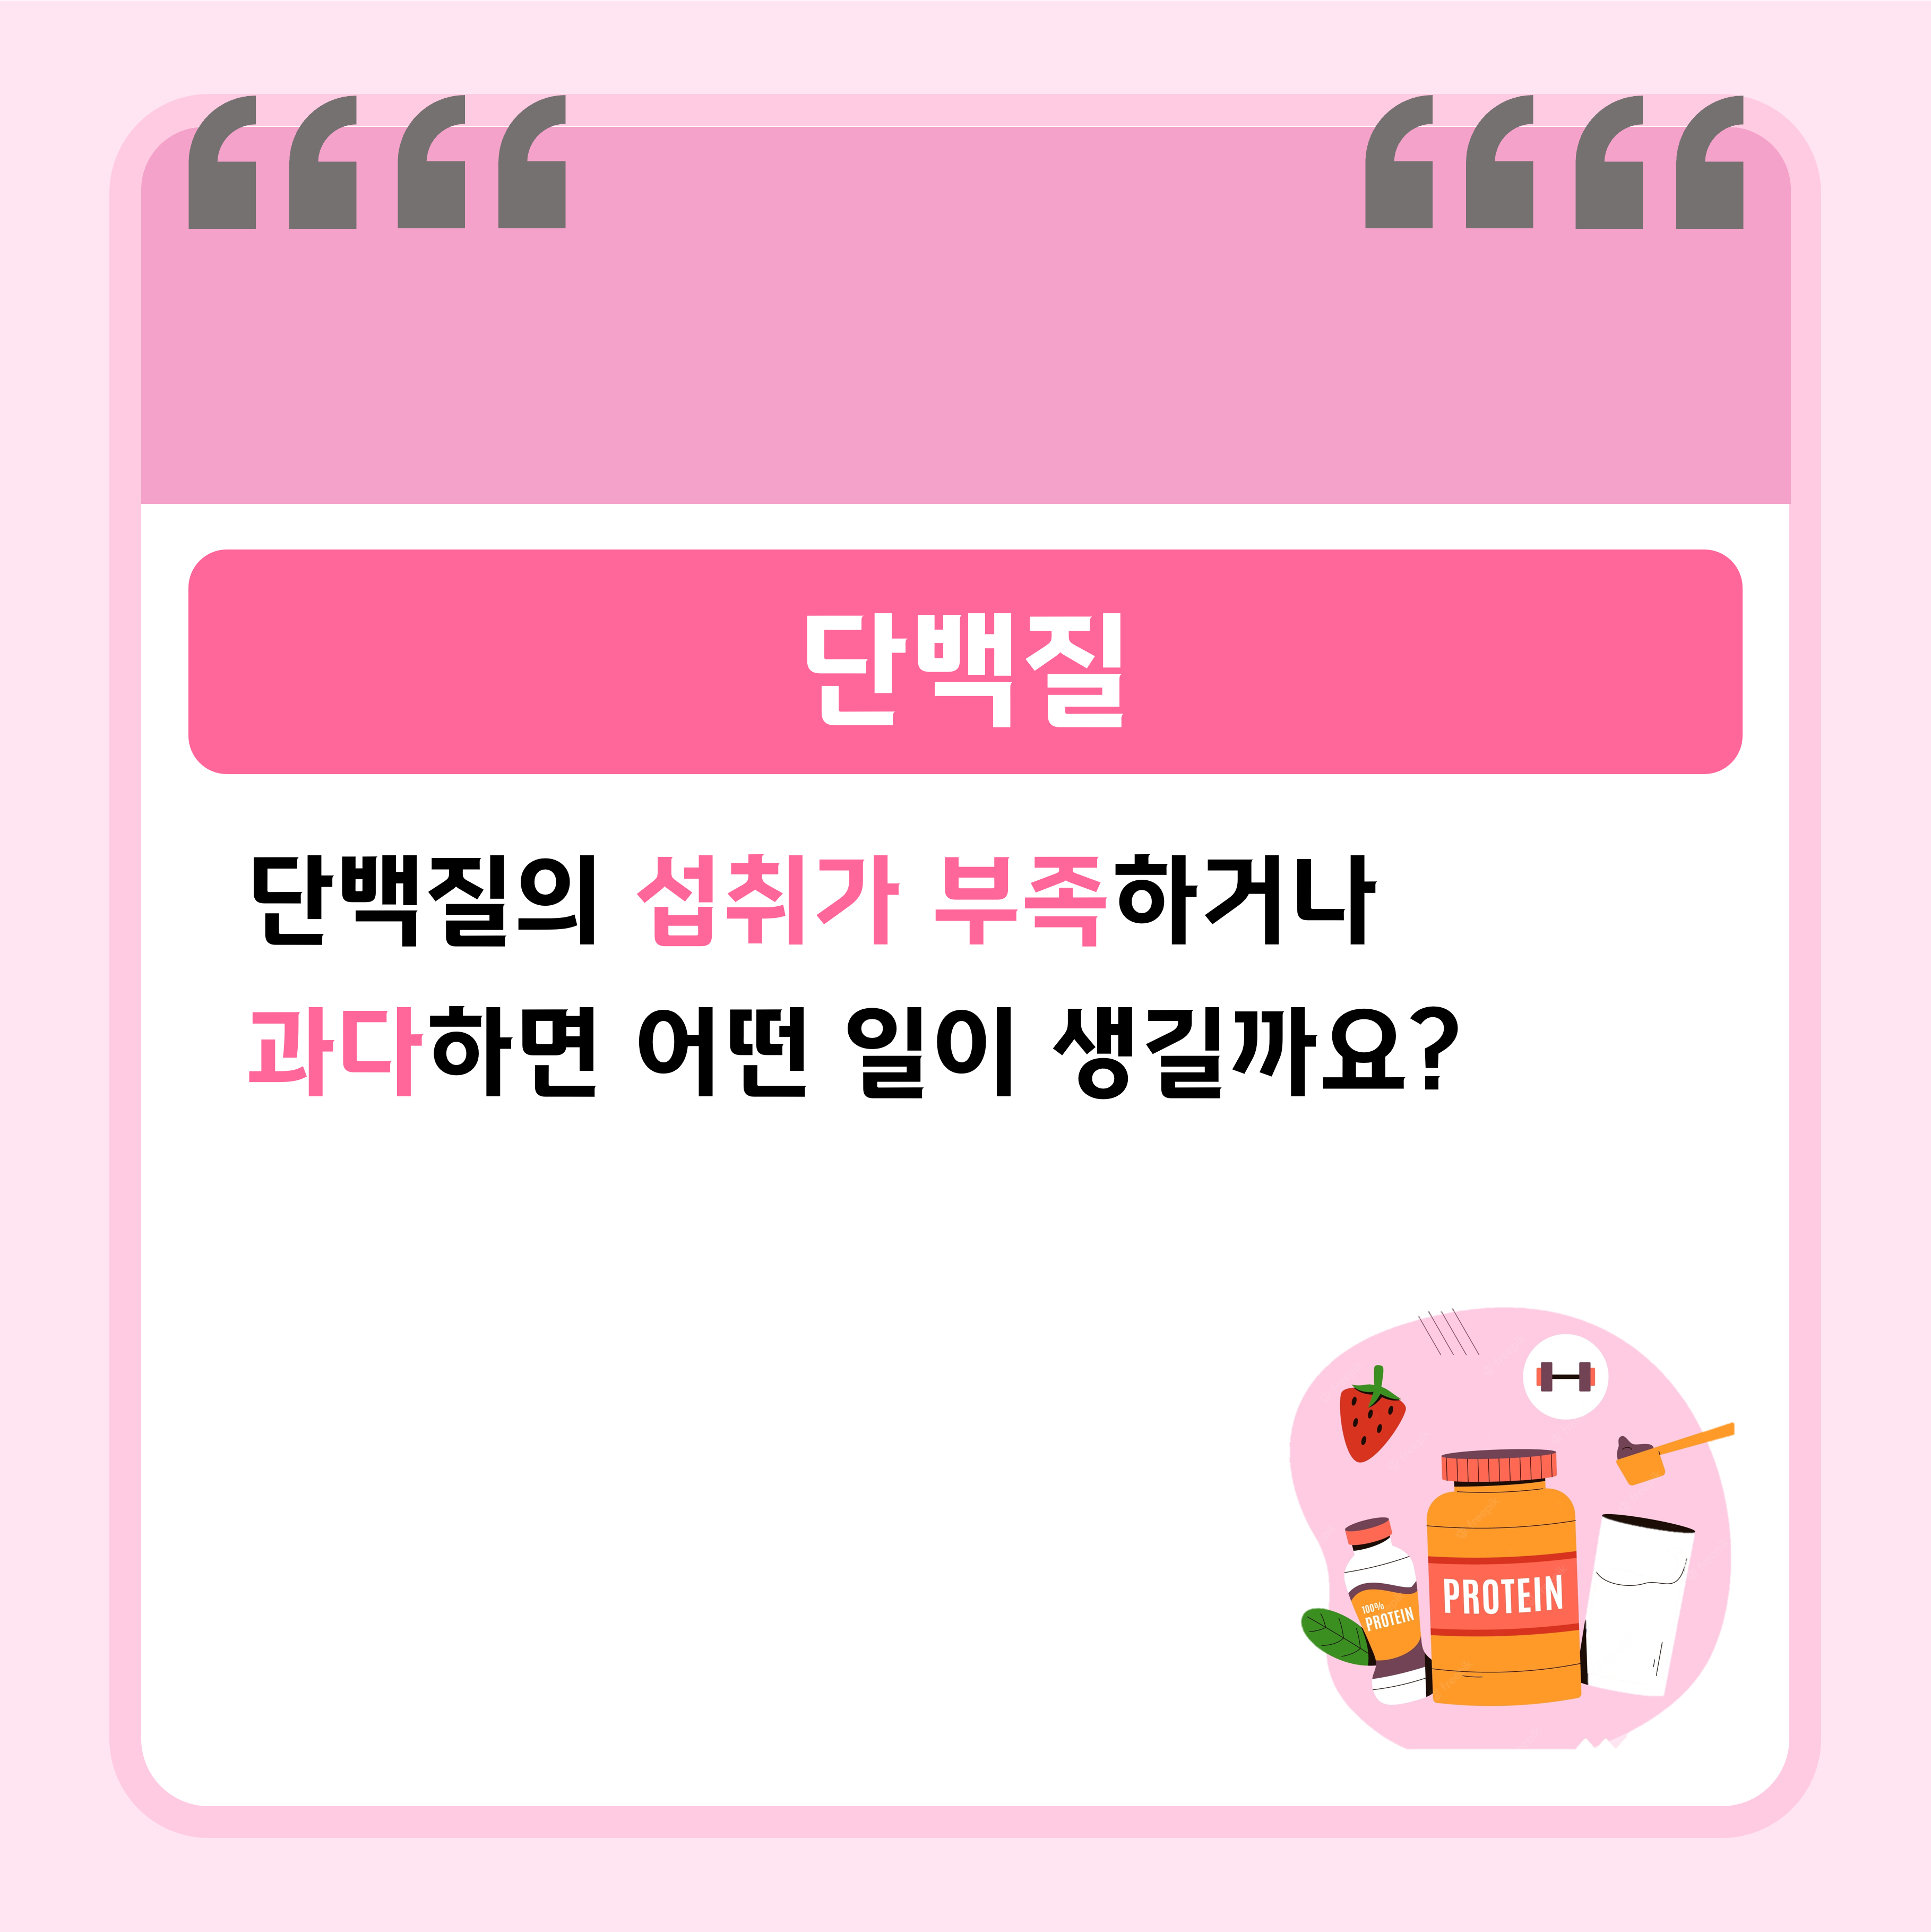 단백질
단백질의 섭취가 부족하거나
과다하면 어떤 일이 생길까요?
PROTEIN
100%
PROTEIN